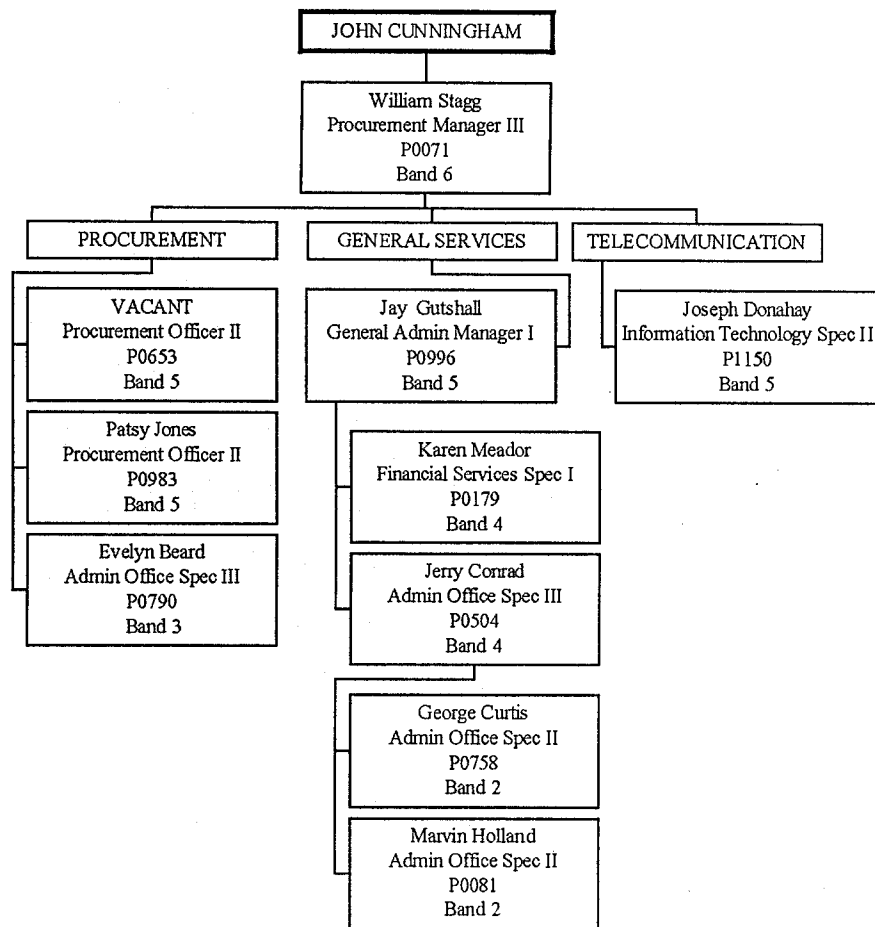 JOHN CUNNINGHAM
William Stagg
Procurement Manager III
P0071
Band 6
PROCUREMENT
GENERAL SERVICES
TELECOMMUNICATION
VACANT
Procurement Officer II
P0653
Band 5
Patsy Jones
Procurement Officer II
P0983
Band 5
Evelyn Beard
Admin Office Spec III
P0790
Band 3
Jay Gutshall
General Admin Manager I
P0996
Band 5
Karen Meador
Financial Services Spec I
P0179
Band 4
Jerry Conrad
Admin Office Spec III
P0504
Band 4
George Curtis
Admin Office Spec II
P0758
Band 2
Marvin Holland
Admin Office Spec II
P0081
Band 2
Joseph Donahay
Information Technology Spec II
P1150
Band 5